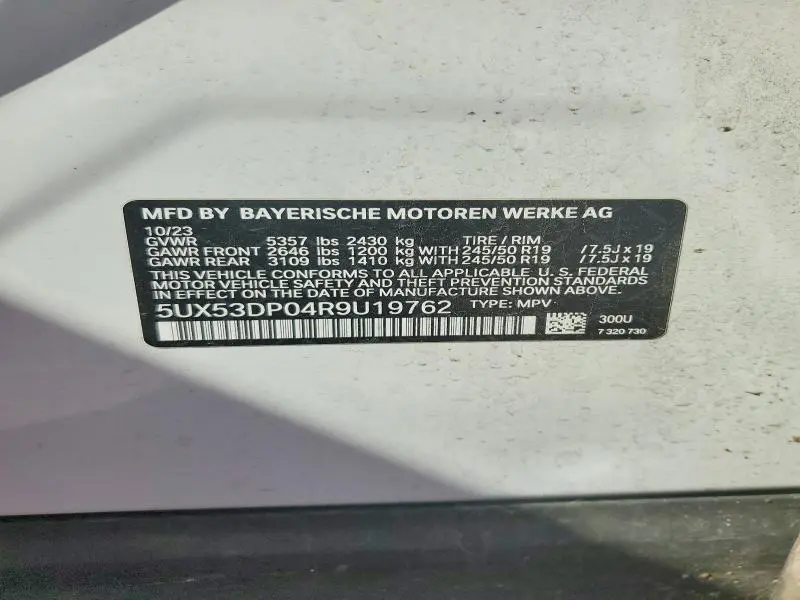 MFD BY BAYERISCHE MOTOREN WERKE AG
10/23
GVWR 5357 lbs 2430 kg TIRE / RIM
GAWR FRONT 2646 lbs 1200 kg WITH 245/50 R19 / 7.5J x 19
GAWR REAR 3109 lbs 1410 kg WITH 245/50 R19 / 7.5J x 19
THIS VEHICLE CONFORMS TO ALL APPLICABLE U. S. FEDERAL
MOTOR VEHICLE SAFETY AND THEFT PREVENTION STANDARDS
IN EFFECT ON THE DATE OF MANUFACTURE SHOWN ABOVE.
5UX53DP04R9U19762 TYPE: MPV
300U
7 320 730